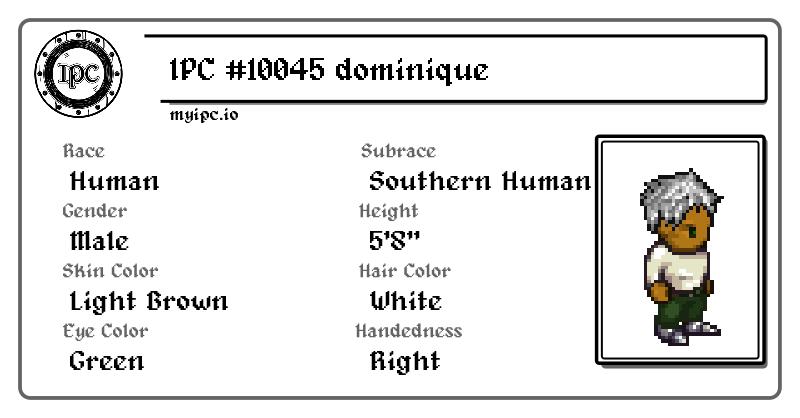 IPC
IPC #10045 dominique
myipc.io
Race
Human
Subrace
Southern Human
Gender
Male
Height
5'8"
Skin Color
Light Brown
Hair Color
White
Eye Color
Green
Handedness
Right